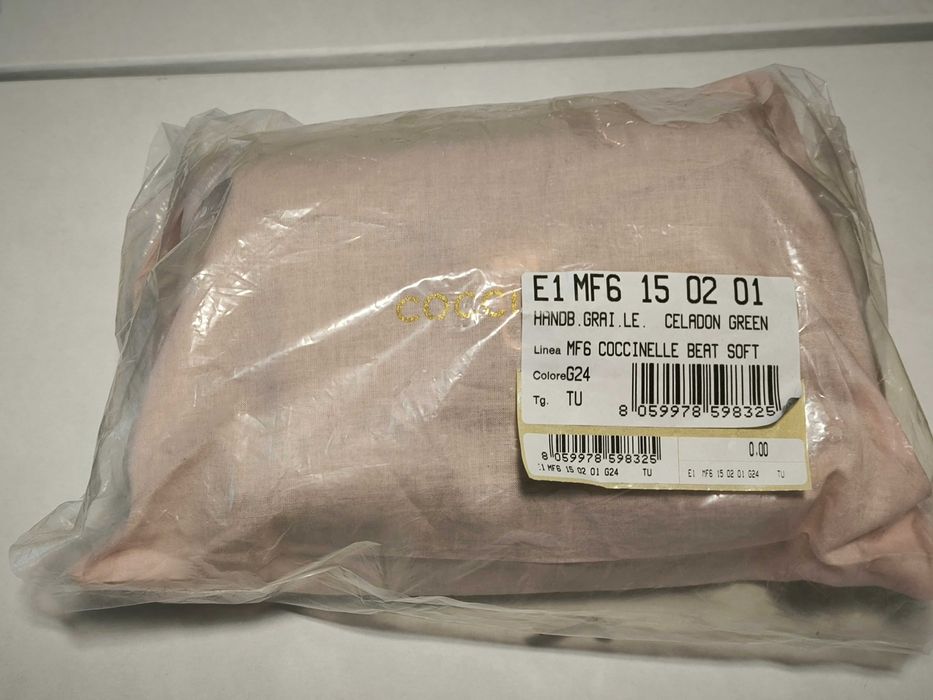 COCCI
E1 MF6 15 02 01
HANDB.GRAI.LE. CELADON GREEN
Linea MF6 COCCINELLE BEAT SOFT
Colore G24
Tg. TU
8 059978 598325
8 059978 598325
E1 MF6 15 02 01 G24 TU
0.00
E1 MF6 15 02 01 G24 TU